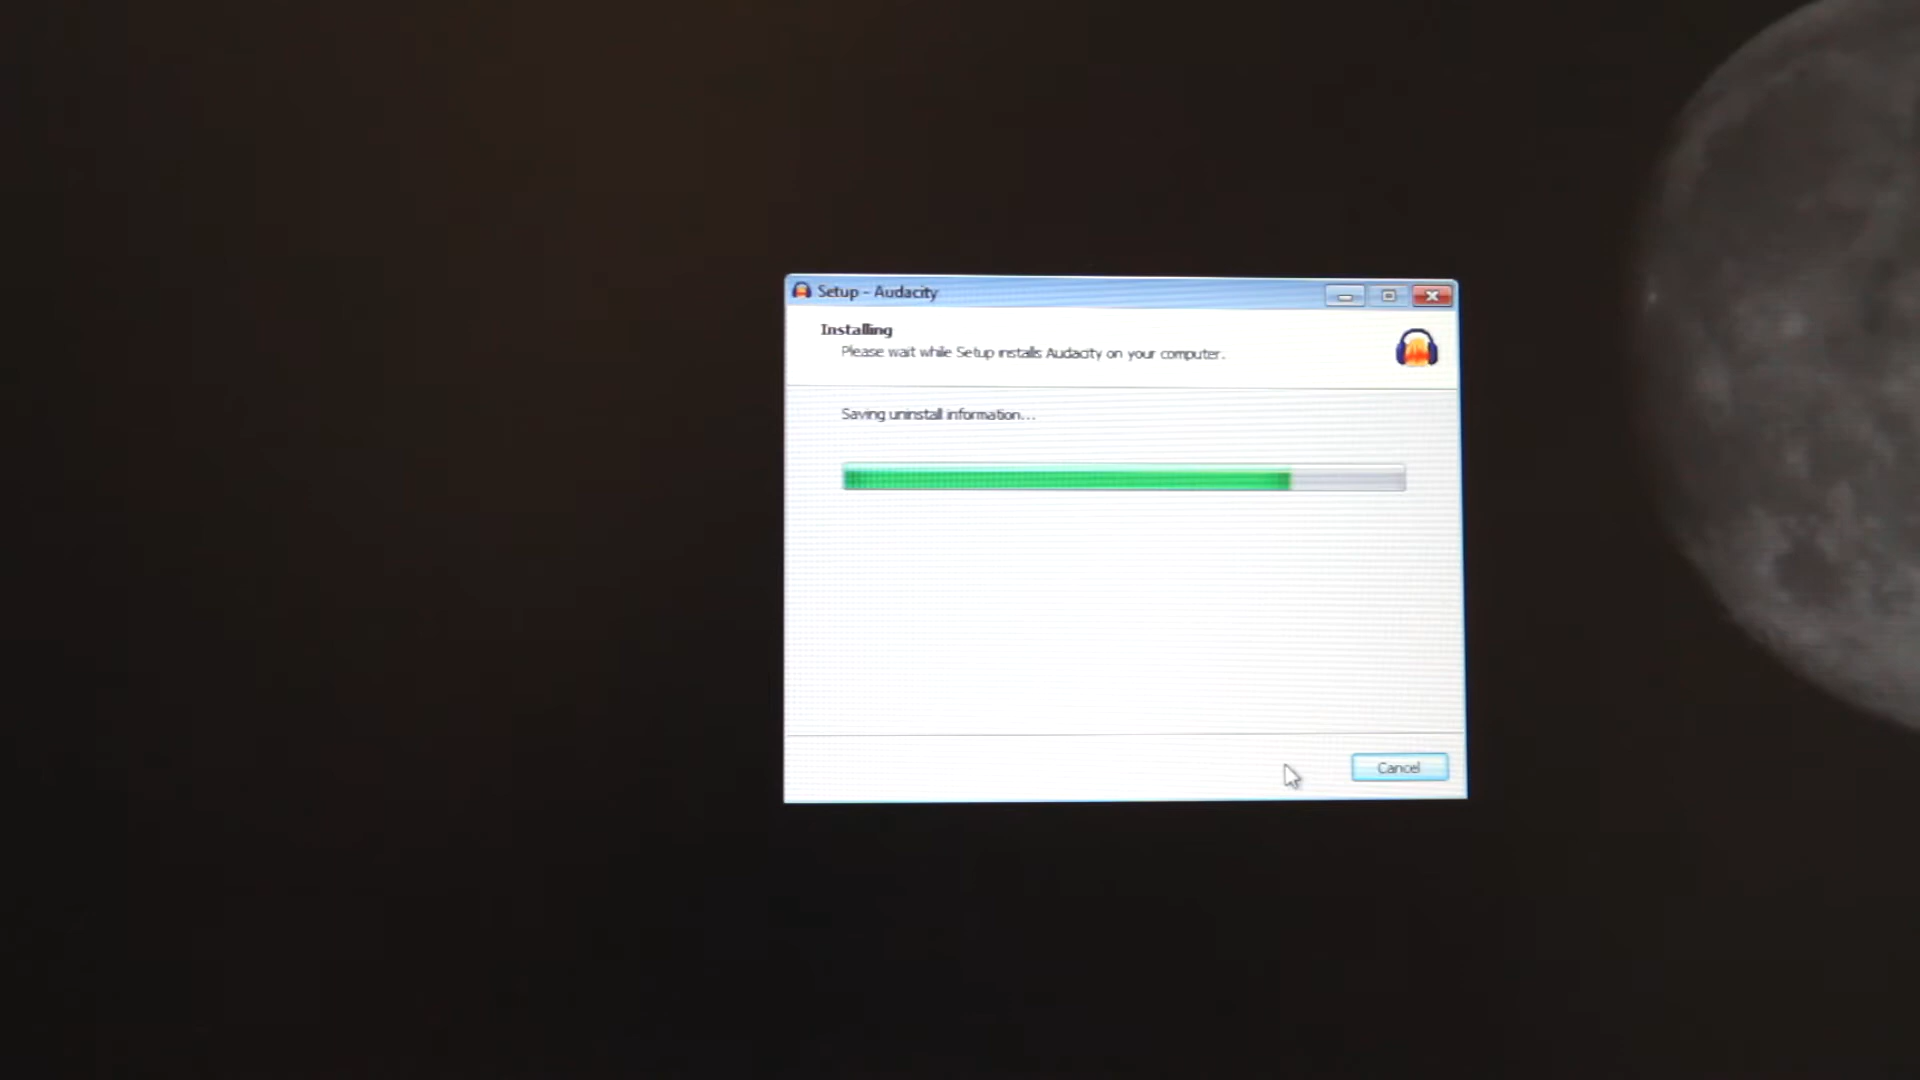 Setup - Audacity
Installing
Please wait while Setup installs Audacity on your computer.
Saving uninstall information...
Cancel